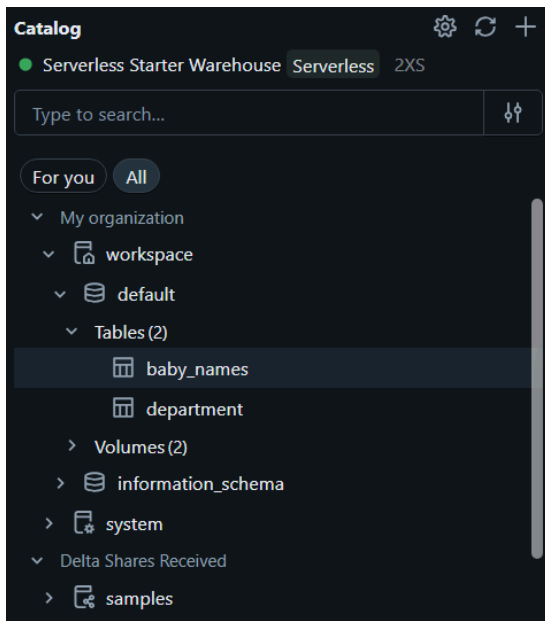 Catalog
Serverless Starter Warehouse Serverless 2XS
Type to search...
For you All
My organization
workspace
default
Tables (2)
baby_names
department
Volumes (2)
information_schema
system
Delta Shares Received
samples